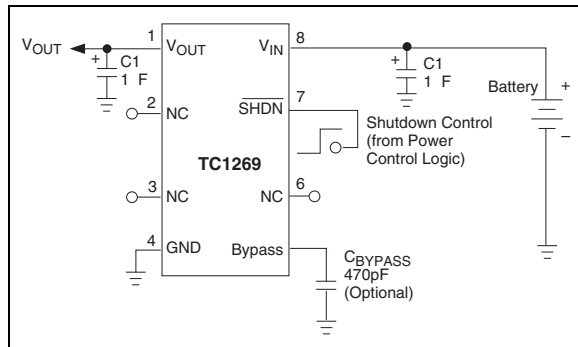 VOUT
1
VOUT
VIN
8
+
C1
1 F
+
C1
1 F
Battery
+
–
2
NC
7
SHDN
Shutdown Control
(from Power
Control Logic)
TC1269
3
NC
NC
6
4
GND
Bypass
CBYPASS
470pF
(Optional)